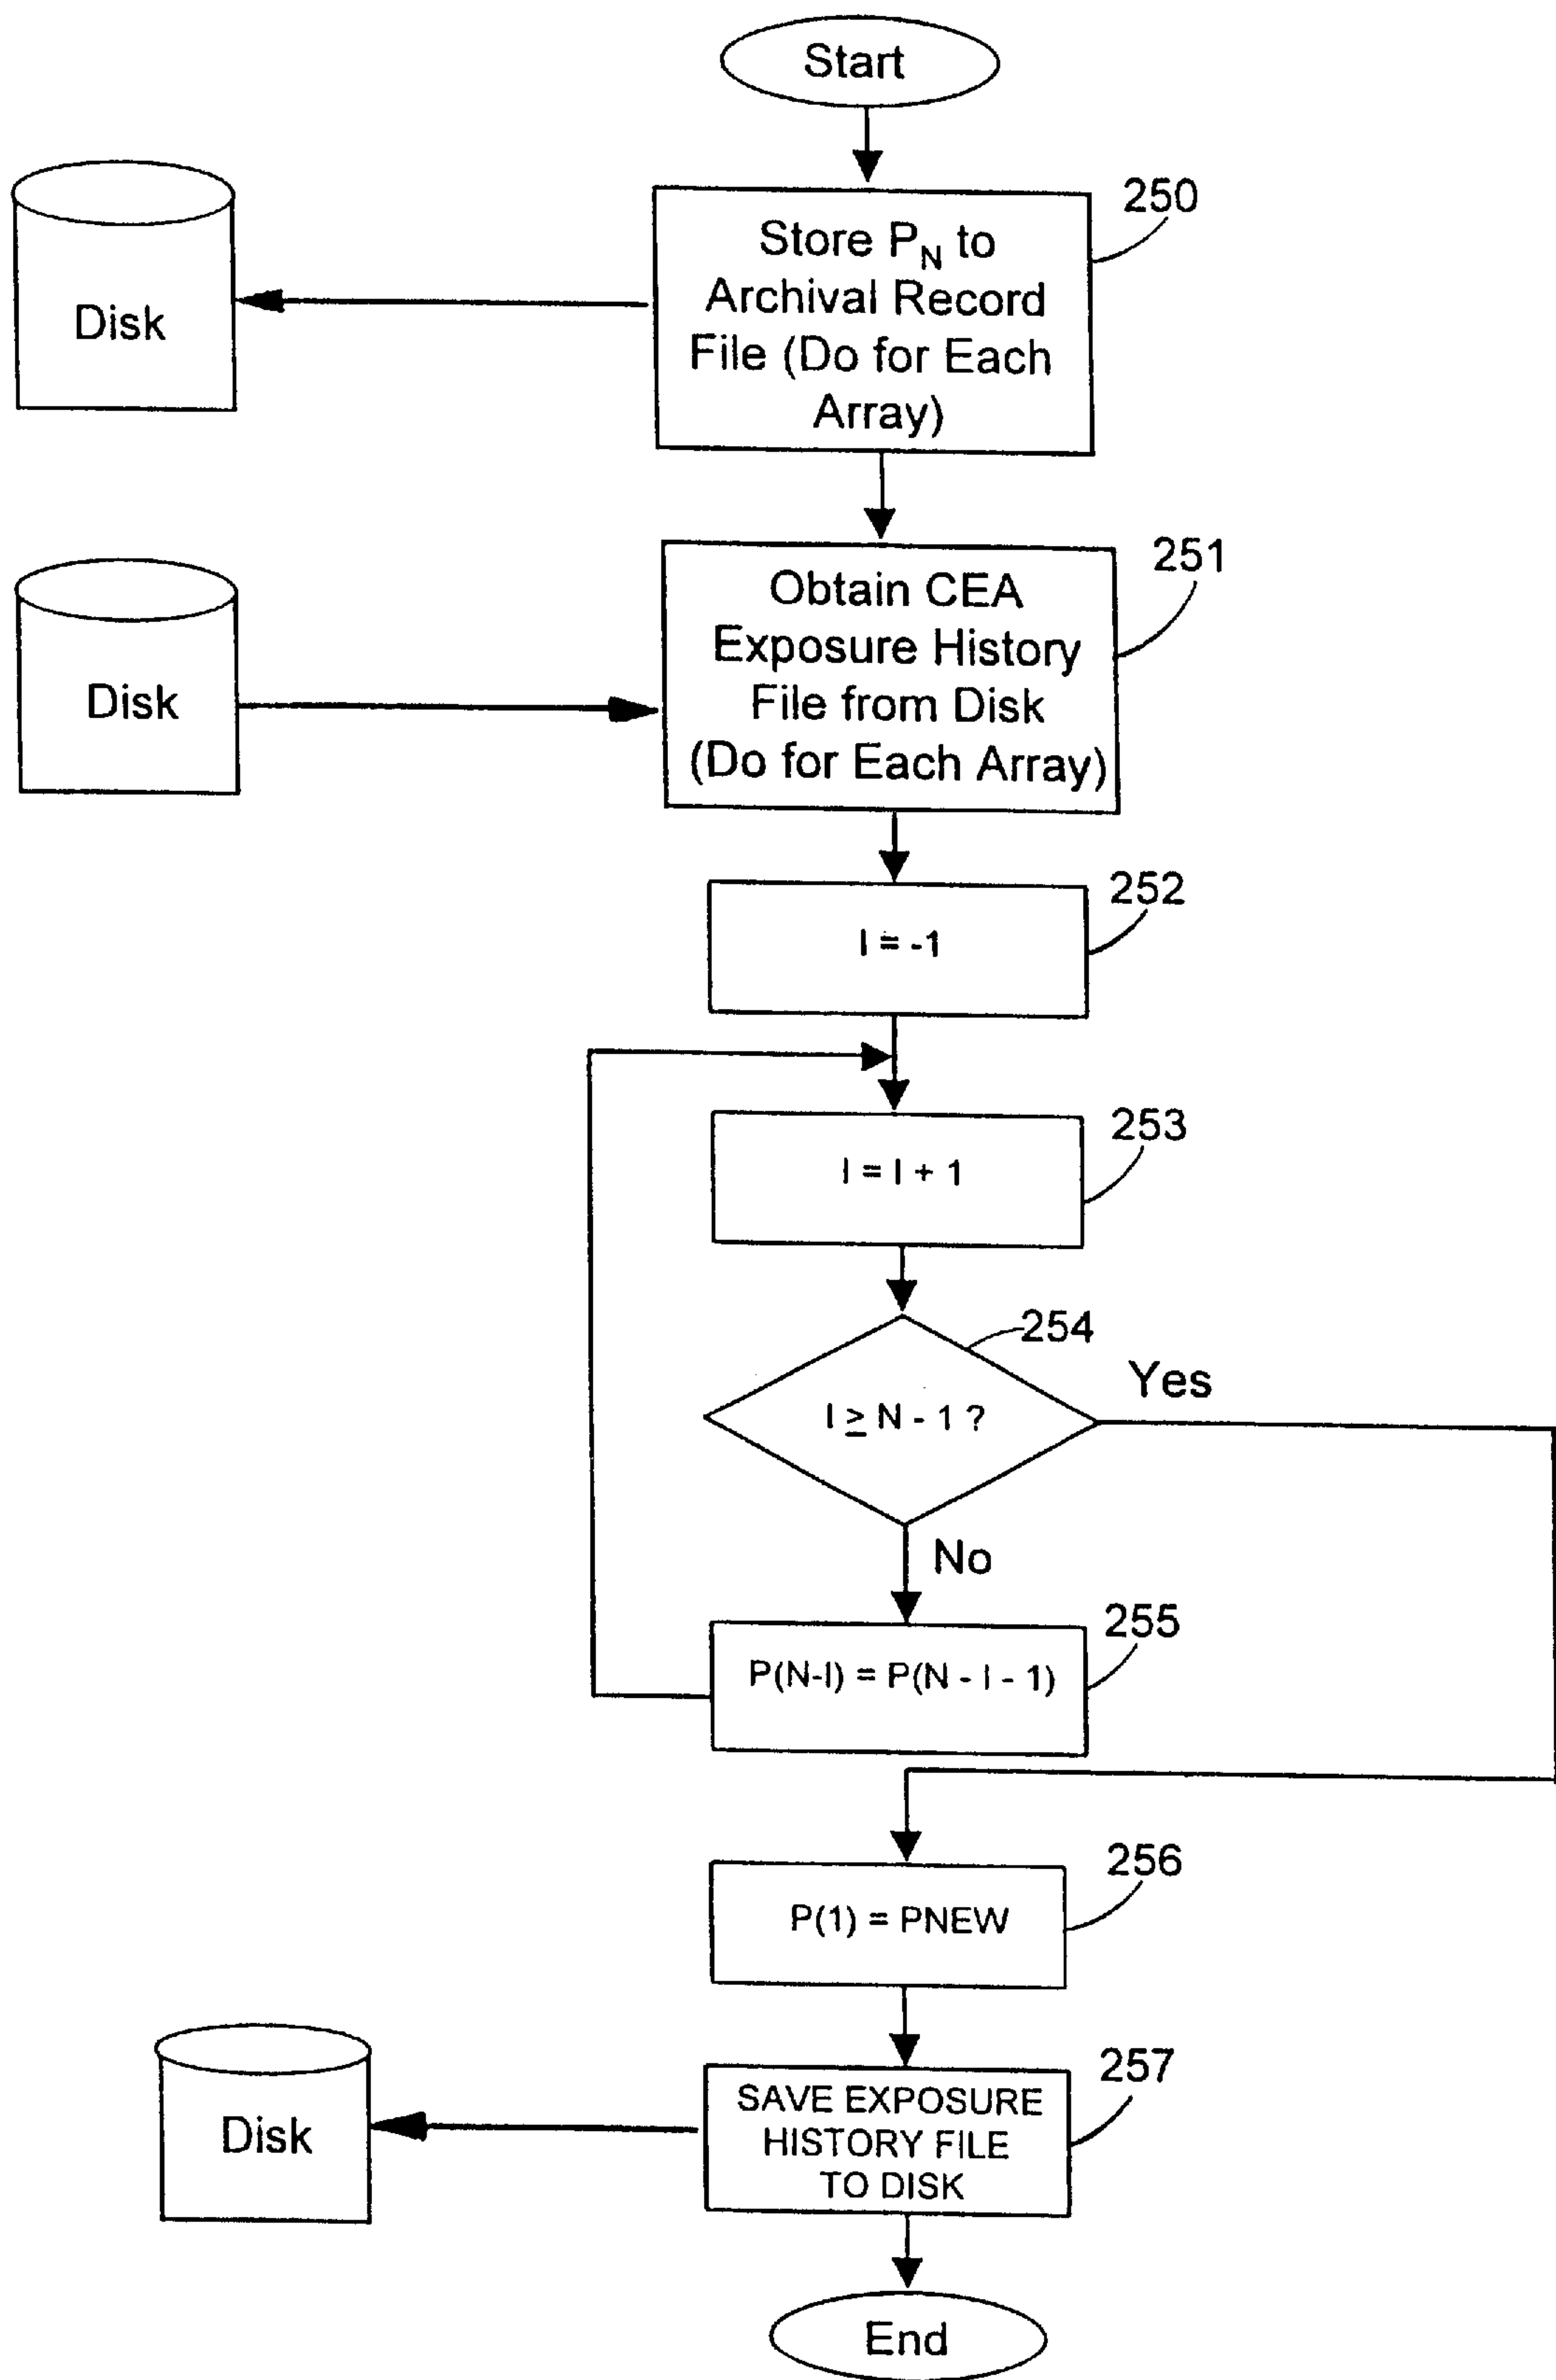 Start
250
Store PN to
Archival Record
File (Do for Each
Array)
Disk
251
Obtain CEA
Exposure History
File from Disk
(Do for Each Array)
Disk
252
I = -1
253
I = I + 1
254
I ≥ N - 1 ?
Yes
No
255
P(N-I) = P(N - I - 1)
256
P(1) = PNEW
257
SAVE EXPOSURE
HISTORY FILE
TO DISK
Disk
End